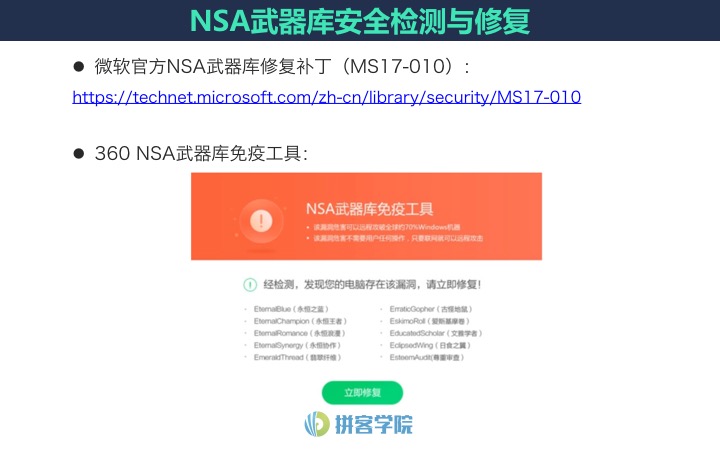 NSA武器库安全检测与修复
● 微软官方NSA武器库修复补丁（MS17-010）:
https://technet.microsoft.com/zh-cn/library/security/MS17-010
● 360 NSA武器库免疫工具:
NSA武器库免疫工具
• 该漏洞危害可以远程攻破全球约70%Windows机器
• 该漏洞危害不需要用户任何操作，只要联网就可以远程攻击
经检测，发现您的电脑存在该漏洞，请立即修复！
• EternalBlue（永恒之蓝）
• EternalChampion（永恒王者）
• EternalRomance（永恒浪漫）
• EternalSynergy（永恒协作）
• EmeraldThread（翡翠纤维）
• ErraticGopher（古怪地鼠）
• EskimoRoll（爱斯基摩卷）
• EducatedScholar（文雅学者）
• EclipsedWing（日食之翼）
• EsteemAudit(尊重审查）
立即修复
拼客学院